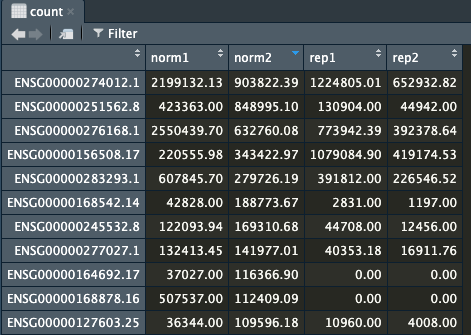 count ×
Filter
norm1 norm2 rep1 rep2
ENSG00000274012.1 2199132.13 903822.39 1224805.01 652932.82
ENSG00000251562.8 423363.00 848995.10 130904.00 44942.00
ENSG00000276168.1 2550439.70 632760.08 773942.39 392378.64
ENSG00000156508.17 220555.98 343422.97 1079084.90 419174.53
ENSG00000283293.1 607845.70 279726.19 391812.00 226546.52
ENSG00000168542.14 42828.00 188773.67 2831.00 1197.00
ENSG00000245532.8 122093.94 169310.68 44708.00 12456.00
ENSG00000277027.1 132413.45 141977.01 40353.18 16911.76
ENSG00000164692.17 37027.00 116366.90 0.00 0.00
ENSG00000168878.16 507537.00 112409.09 0.00 0.00
ENSG00000127603.25 36344.00 109596.18 10960.00 4008.00